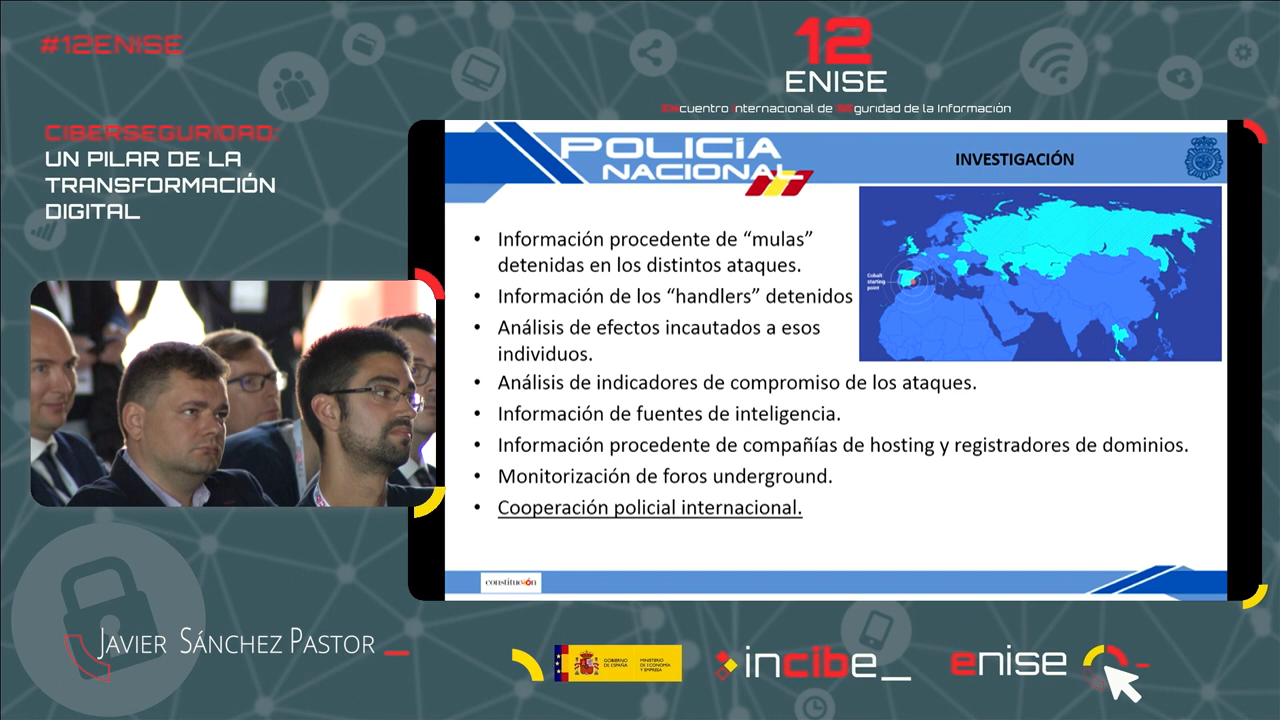 #12ENISE
CIBERSEGURIDAD:
UN PILAR DE LA
TRANSFORMACIÓN
DIGITAL
12
ENISE
Encuentro Internacional de Seguridad de la Información
POLICÍA
NACIONAL
INVESTIGACIÓN
• Información procedente de “mulas”
detenidas en los distintos ataques.
• Información de los “handlers” detenidos
• Análisis de efectos incautados a esos
individuos.
• Análisis de indicadores de compromiso de los ataques.
• Información de fuentes de inteligencia.
• Información procedente de compañías de hosting y registradores de dominios.
• Monitorización de foros underground.
• Cooperación policial internacional.
Cobalt
starting
point
constitución
JAVIER SÁNCHEZ PASTOR
GOBIERNO
DE ESPAÑA
MINISTERIO
DE ECONOMÍA
Y EMPRESA
incibe_
enise